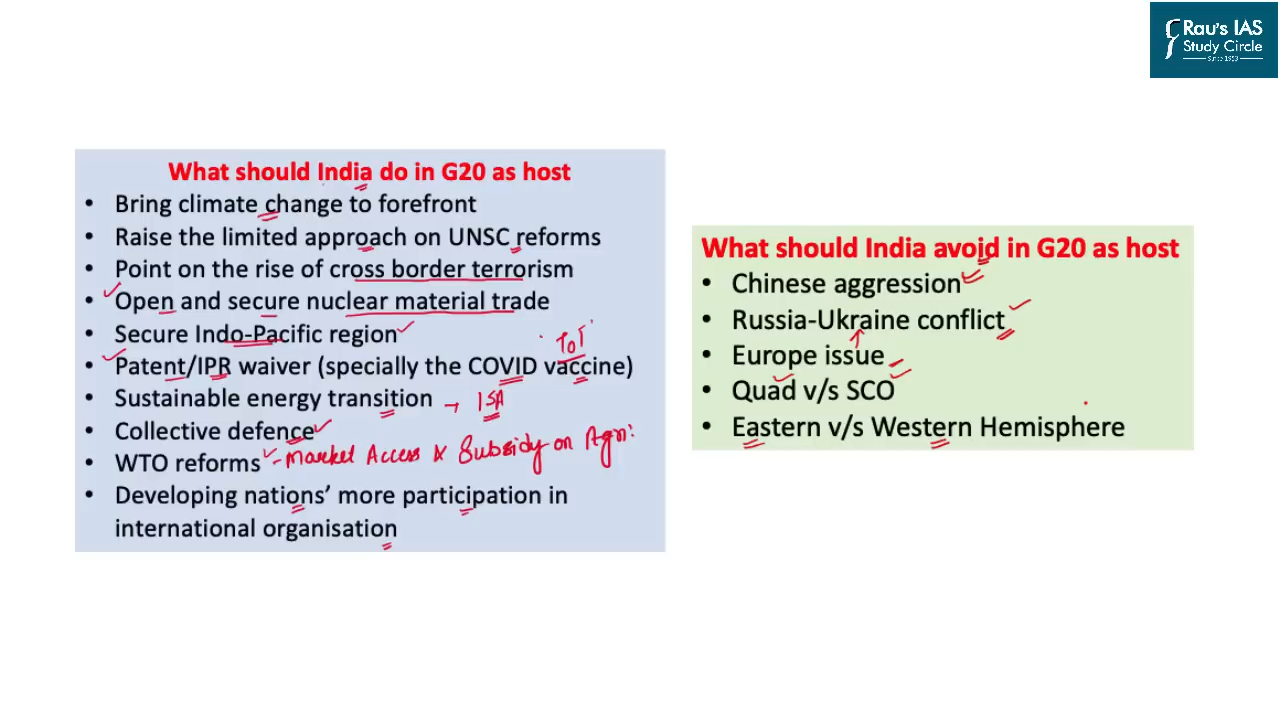 Rau's IAS
Study Circle
Since 1953
What should India do in G20 as host
• Bring climate change to forefront
• Raise the limited approach on UNSC reforms
• Point on the rise of cross border terrorism
• Open and secure nuclear material trade
• Secure Indo-Pacific region
TOT
• Patent/IPR waiver (specially the COVID vaccine)
• Sustainable energy transition → ISA
• Collective defence
• WTO reforms - Market Access & Subsidy on Agri:
• Developing nations' more participation in
international organisation
What should India avoid in G20 as host
• Chinese aggression
• Russia-Ukraine conflict
• Europe issue
• Quad v/s SCO
• Eastern v/s Western Hemisphere